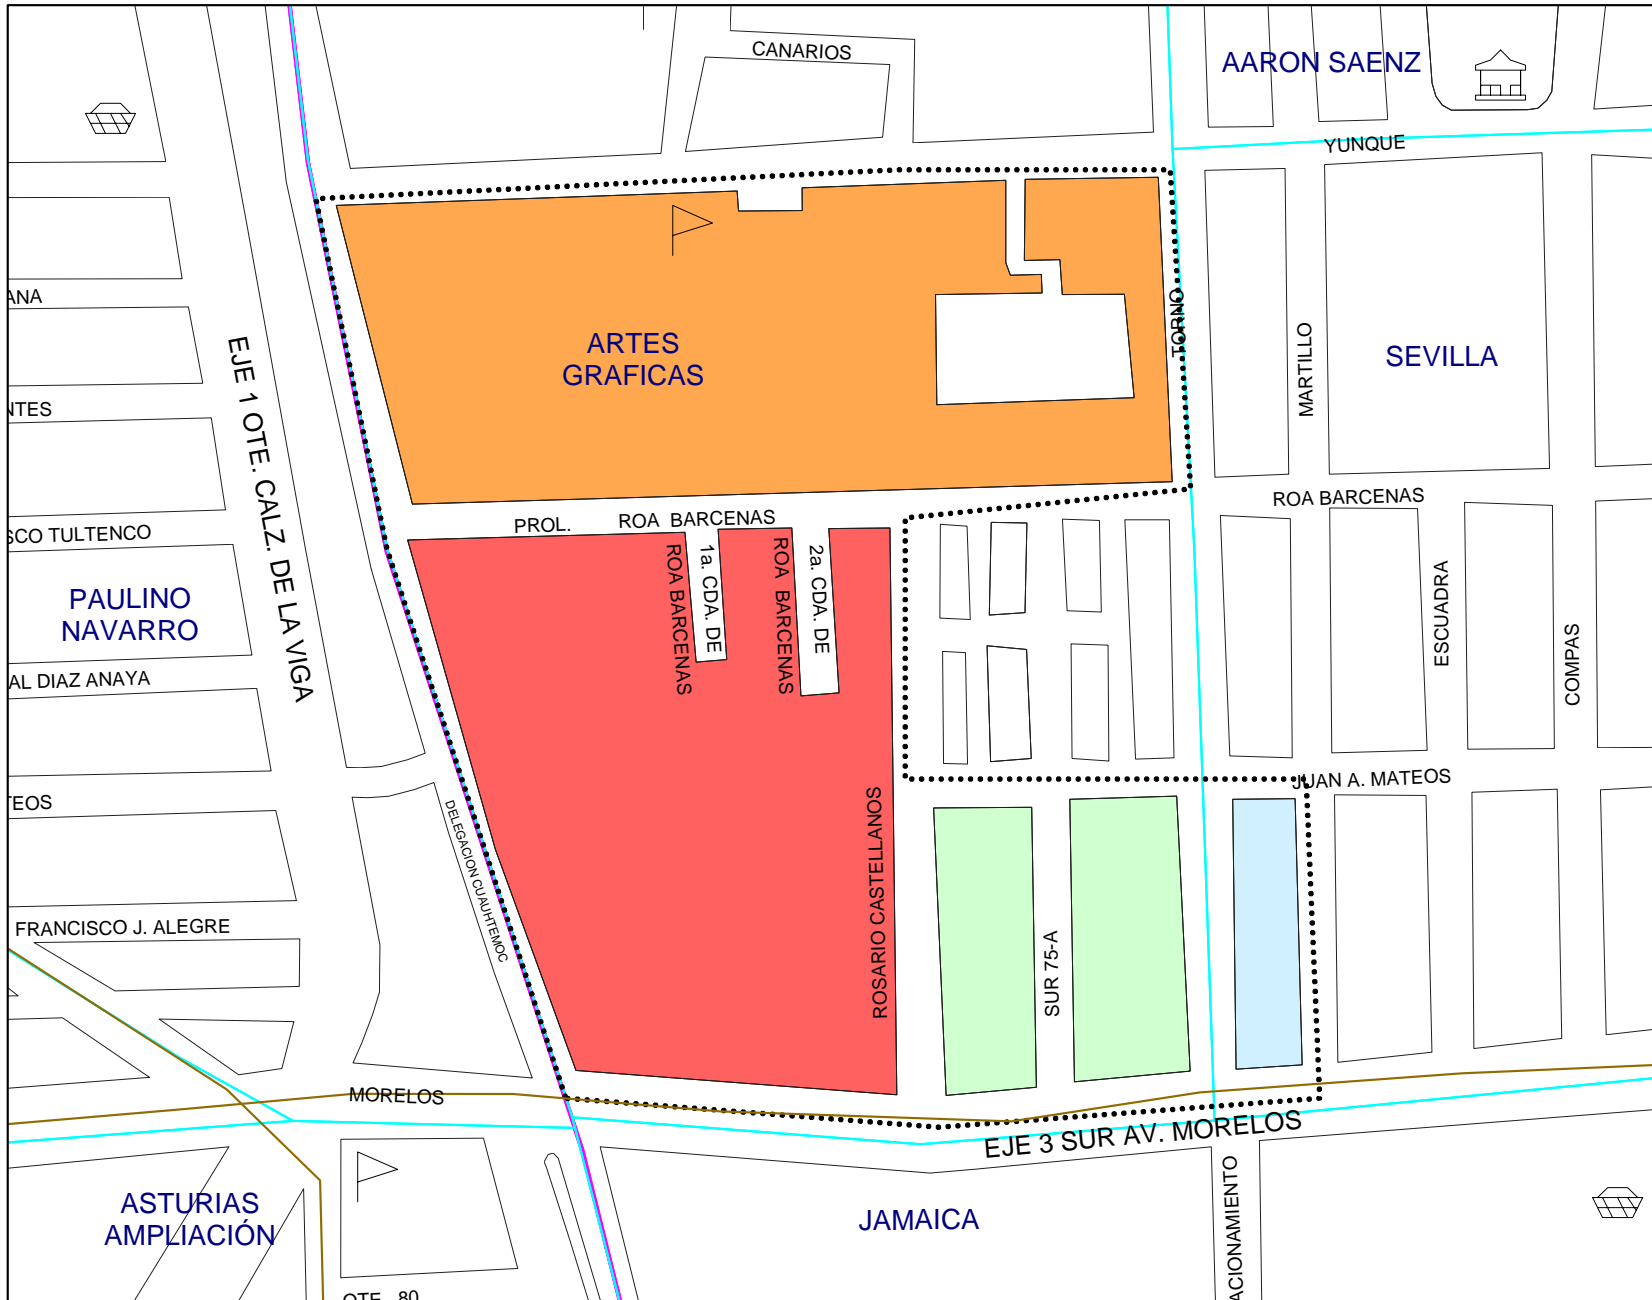 CANARIOS
AARON SAENZ
YUNQUE
ANA
EJE 1 OTE. CALZ. DE LA VIGA
ARTES
GRAFICAS
TORNO
MARTILLO
SEVILLA
NTES
SCO TULTENCO
PROL. ROA BARCENAS
ROA BARCENAS
1a. CDA. DE
ROA BARCENAS
2a. CDA. DE
ROA BARCENAS
ESCUADRA
COMPAS
PAULINO
NAVARRO
AL DIAZ ANAYA
JUAN A. MATEOS
TEOS
DELEGACION CUAUHTEMOC
ROSARIO CASTELLANOS
SUR 75-A
FRANCISCO J. ALEGRE
MORELOS
EJE 3 SUR AV. MORELOS
ASTURIAS
AMPLIACIÓN
JAMAICA
ACIONAMIENTO
OTE. 80